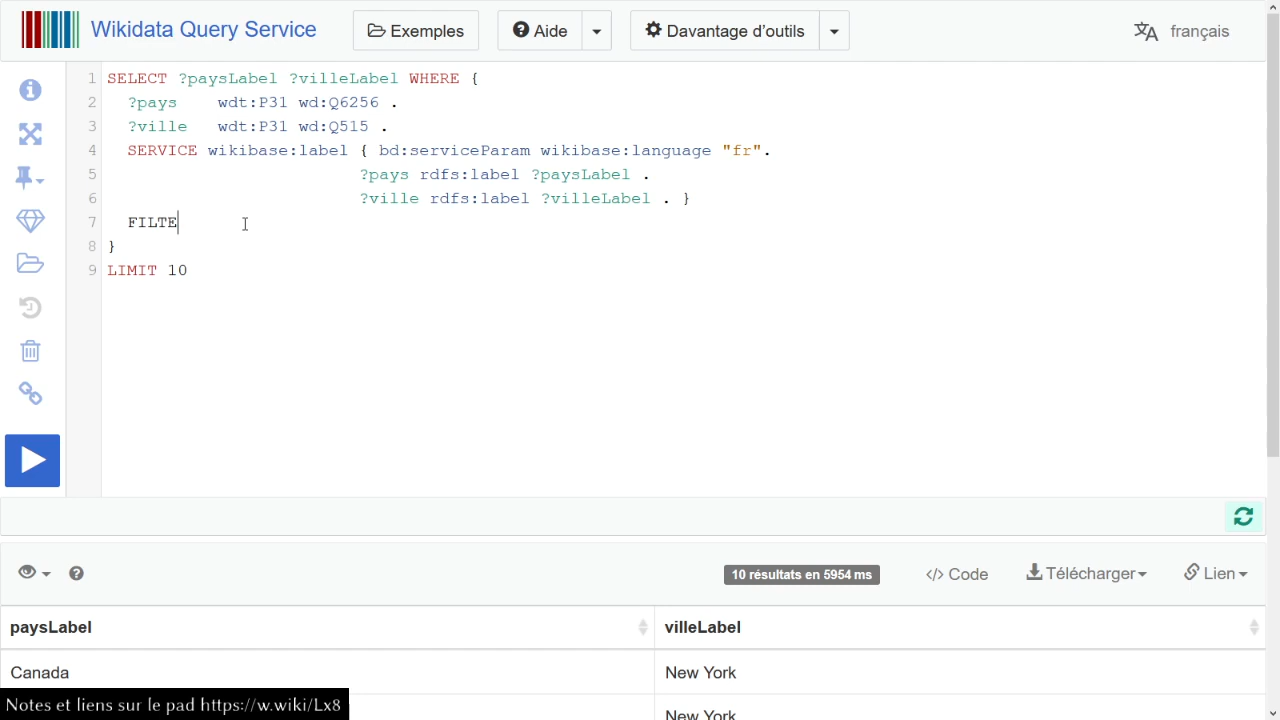 Wikidata Query Service
Exemples
Aide
Davantage d'outils
français
1 SELECT ?paysLabel ?villeLabel WHERE {
2 ?pays wdt:P31 wd:Q6256 .
3 ?ville wdt:P31 wd:Q515 .
4 SERVICE wikibase:label { bd:serviceParam wikibase:language "fr".
5 ?pays rdfs:label ?paysLabel .
6 ?ville rdfs:label ?villeLabel . }
7 FILTE
8 }
9 LIMIT 10
10 résultats en 5954 ms
</> Code
Télécharger
Lien
paysLabel villeLabel
Canada New York
New York
Notes et liens sur le pad https://w.wiki/Lx8